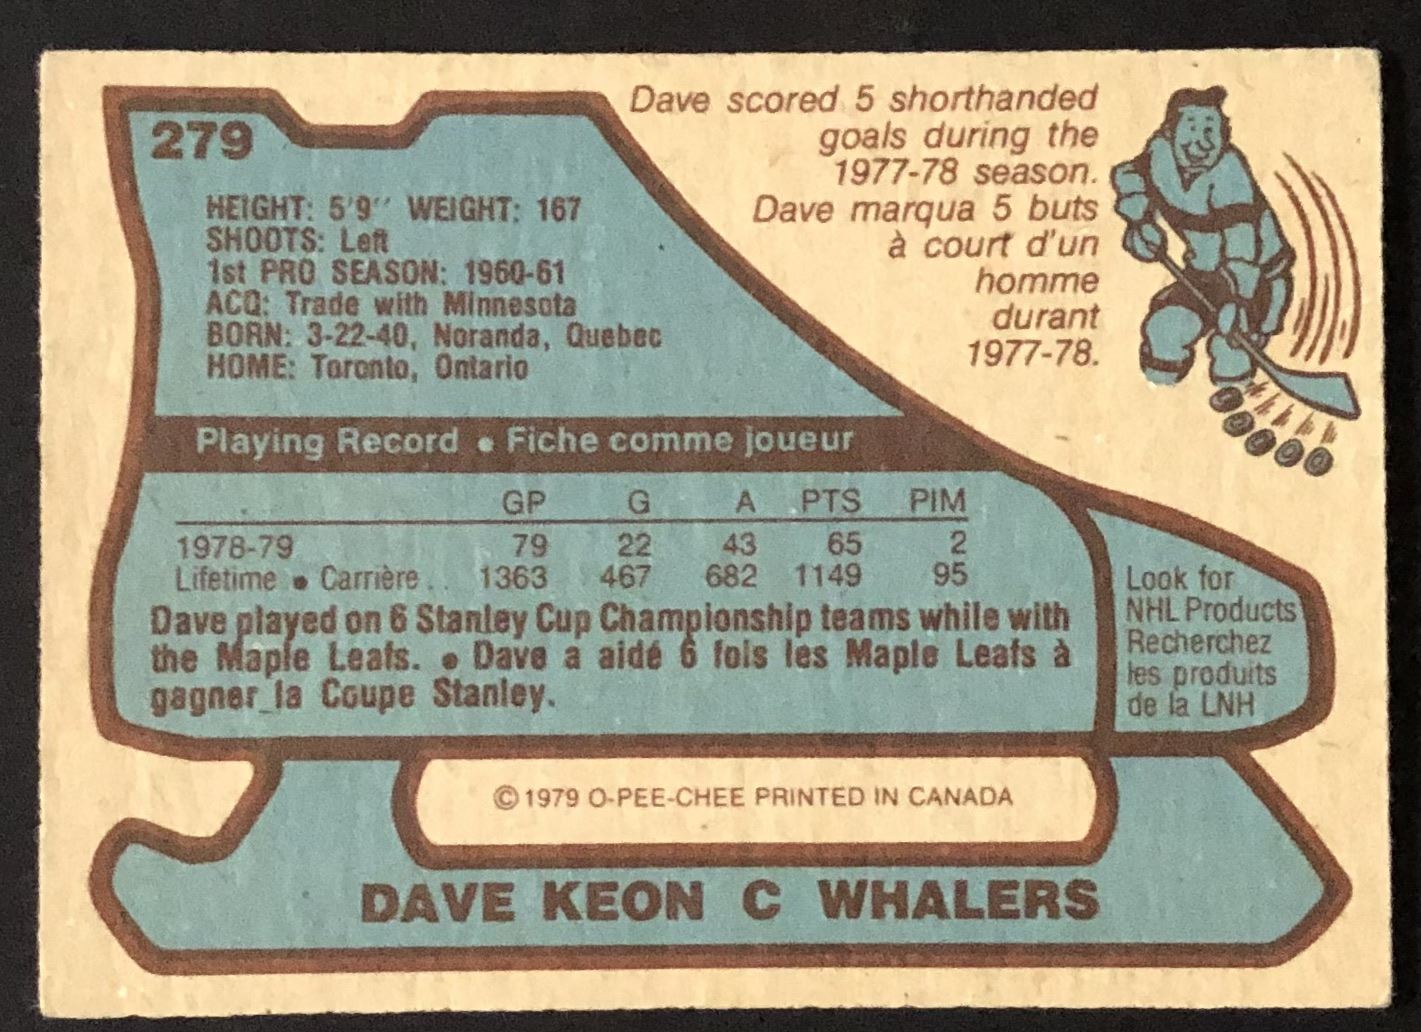 279
HEIGHT: 5'9" WEIGHT: 167
SHOOTS: Left
1st PRO SEASON: 1960-61
ACQ: Trade with Minnesota
BORN: 3-22-40, Noranda, Quebec
HOME: Toronto, Ontario
Dave scored 5 shorthanded
goals during the
1977-78 season.
Dave marqua 5 buts
à court d'un
homme
durant
1977-78.
Playing Record • Fiche comme joueur
GP G A PTS PIM
1978-79 79 22 43 65 2
Lifetime • Carrière.. 1363 467 682 1149 95
Dave played on 6 Stanley Cup Championship teams while with
the Maple Leafs. • Dave a aidé 6 fois les Maple Leafs à
gagner la Coupe Stanley.
Look for
NHL Products
Recherchez
les produits
de la LNH
© 1979 O-PEE-CHEE PRINTED IN CANADA
DAVE KEON C WHALERS